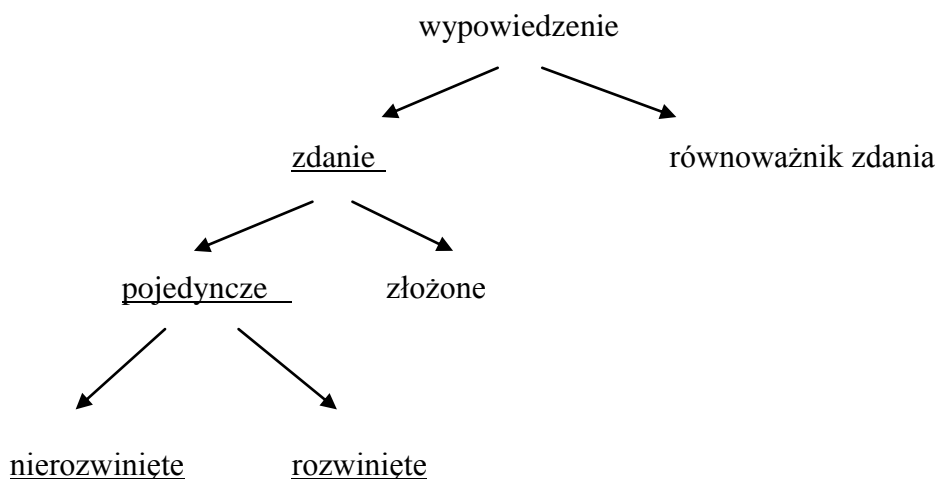 wypowiedzenie
zdanie równoważnik zdania
pojedyncze złożone
nierozwinięte rozwinięte